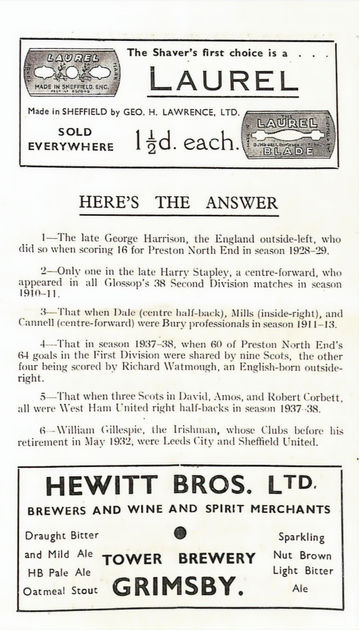 LAUREL
MADE IN SHEFFIELD. ENG.
The Shaver's first choice is a . . . .
LAUREL
Made in SHEFFIELD by GEO. H. LAWRENCE, LTD.
SOLD
EVERYWHERE
1½d. each.
THE
LAUREL
BLADE
HERE'S THE ANSWER
1—The late George Harrison, the England outside-left, who
did so when scoring 16 for Preston North End in season 1928-29.
2—Only one in the late Harry Stapley, a centre-forward, who
appeared in all Glossop's 38 Second Division matches in season
1910-11.
3—That when Dale (centre half-back), Mills (inside-right), and
Cannell (centre-forward) were Bury professionals in season 1911-13.
4—That in season 1937-38, when 60 of Preston North End's
64 goals in the First Division were shared by nine Scots, the other
four being scored by Richard Watmough, an English-born outside-
right.
5—That when three Scots in David, Amos, and Robert Corbett,
all were West Ham United right half-backs in season 1937-38.
6—William Gillespie, the Irishman, whose Clubs before his
retirement in May 1932, were Leeds City and Sheffield United.
HEWITT BROS. LTD.
BREWERS AND WINE AND SPIRIT MERCHANTS
Draught Bitter
and Mild Ale
HB Pale Ale
Oatmeal Stout
TOWER BREWERY
GRIMSBY.
Sparkling
Nut Brown
Light Bitter
Ale